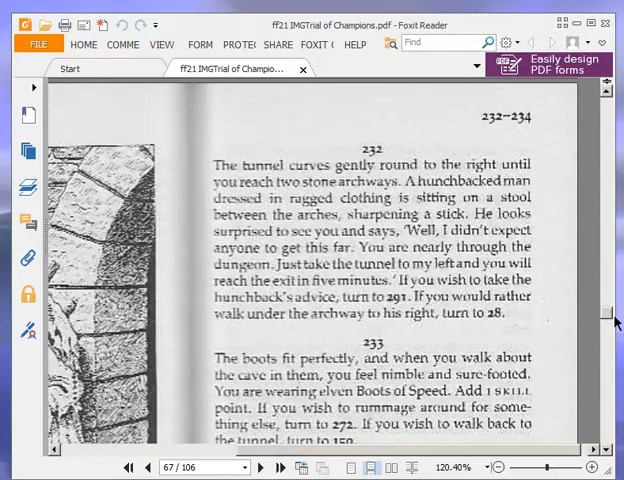 ff21 IMGTrial of Champions.pdf - Foxit Reader
FILE HOME COMME VIEW FORM PROTE SHARE FOXIT C HELP Find
Start ff21 IMGTrial of Champio... Easily design
PDF forms
232-234
232
The tunnel curves gently round to the right until
you reach two stone archways. A hunchbacked man
dressed in ragged clothing is sitting on a stool
between the arches, sharpening a stick. He looks
surprised to see you and says, 'Well, I didn't expect
anyone to get this far. You are nearly through the
dungeon. Just take the tunnel to my left and you will
reach the exit in five minutes.' If you wish to take the
hunchback's advice, turn to 291. If you would rather
walk under the archway to his right, turn to 28.
233
The boots fit perfectly, and when you walk about
the cave in them, you feel nimble and sure-footed.
You are wearing elven Boots of Speed. Add 1 SKILL
point. If you wish to rummage around for some-
thing else, turn to 272. If you wish to walk back to
the tunnel, turn to 150.
67 / 106 120.40%